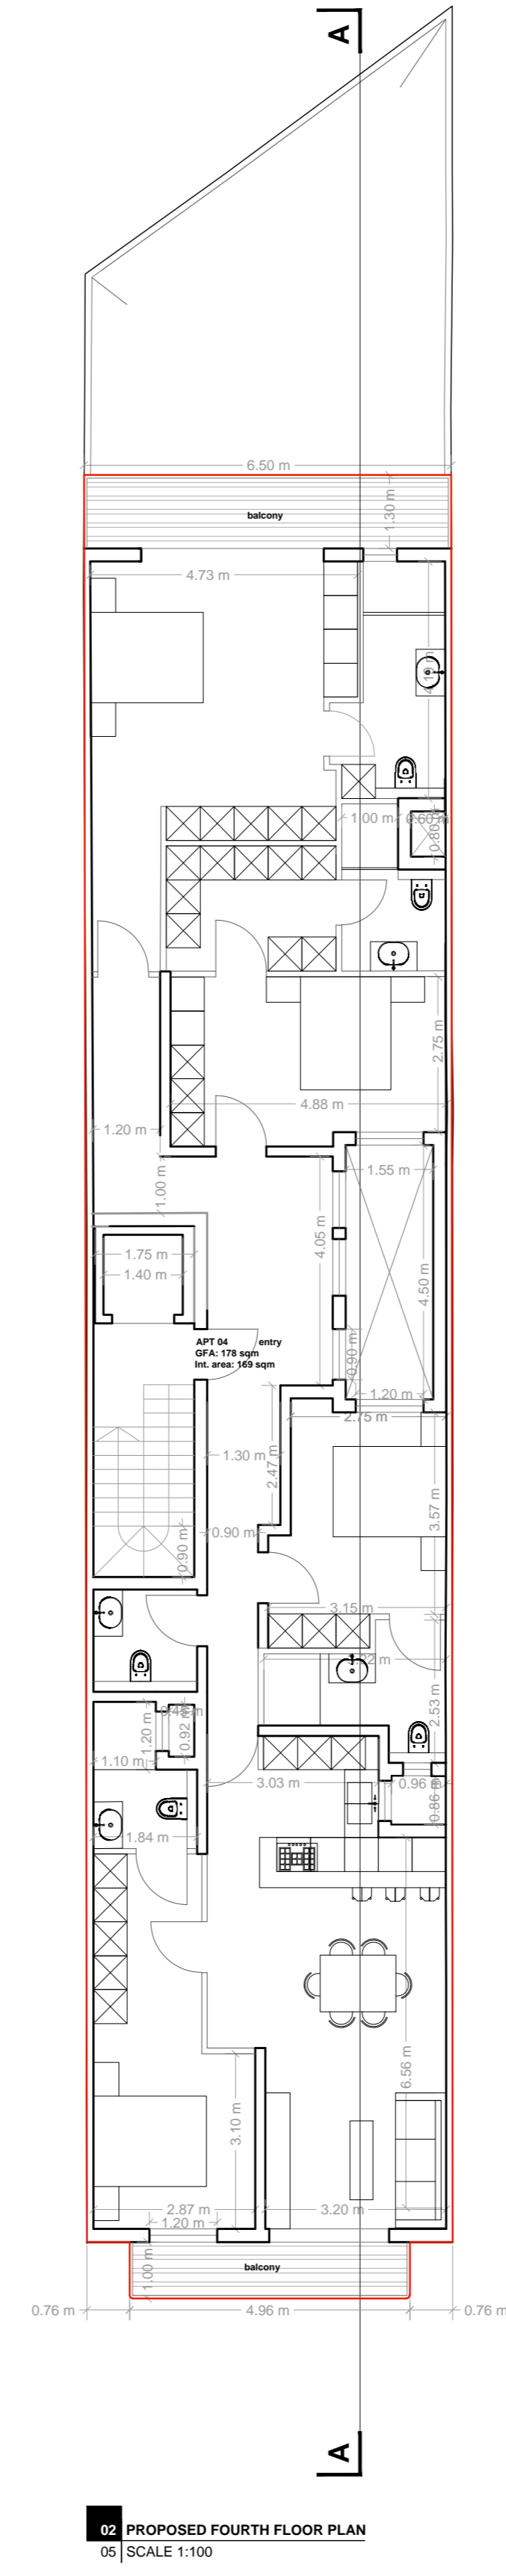 A
6.50 m
balcony
1.30 m
4.73 m
4.10 m
1.00 m
0.60 m
0.80 m
2.75 m
4.88 m
1.20 m
1.00 m
1.55 m
1.75 m
4.05 m
1.40 m
4.50 m
APT 04 entry
GFA: 178 sqm
Int. area: 169 sqm
0.90 m
1.20 m
2.75 m
1.30 m
2.47 m
3.57 m
0.90 m
0.90 m
3.15 m
2.53 m
1.20 m
0.92 m
1.10 m
3.03 m
0.96 m
0.86 m
1.84 m
6.56 m
3.10 m
2.87 m
3.20 m
1.20 m
1.00 m
balcony
0.76 m
4.96 m
0.76 m
A
02 PROPOSED FOURTH FLOOR PLAN
05 SCALE 1:100